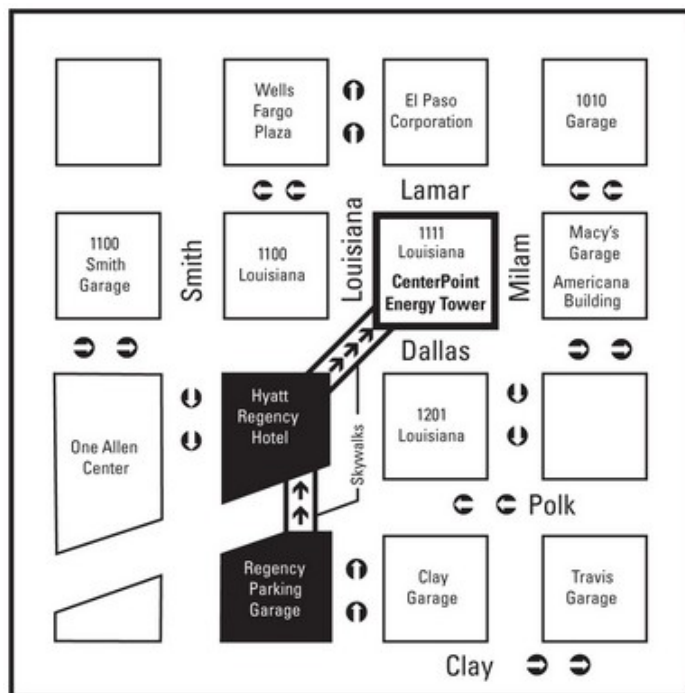 Wells
Fargo
Plaza
El Paso
Corporation
1010
Garage
Lamar
1100
Smith
Garage
Smith
1100
Louisiana
Louisiana
1111
Louisiana
CenterPoint
Energy Tower
Milam
Macy's
Garage
Americana
Building
Dallas
One Allen
Center
Hyatt
Regency
Hotel
Skywalks
1201
Louisiana
Polk
Regency
Parking
Garage
Clay
Garage
Travis
Garage
Clay